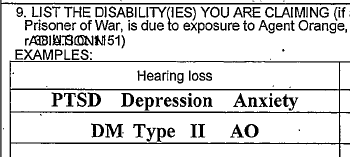 9. LIST THE DISABILITY(IES) YOU ARE CLAIMING (if
Prisoner of War, is due to exposure to Agent Orange,
EXAMPLES:
Hearing loss
PTSD Depression Anxiety
DM Type II AO